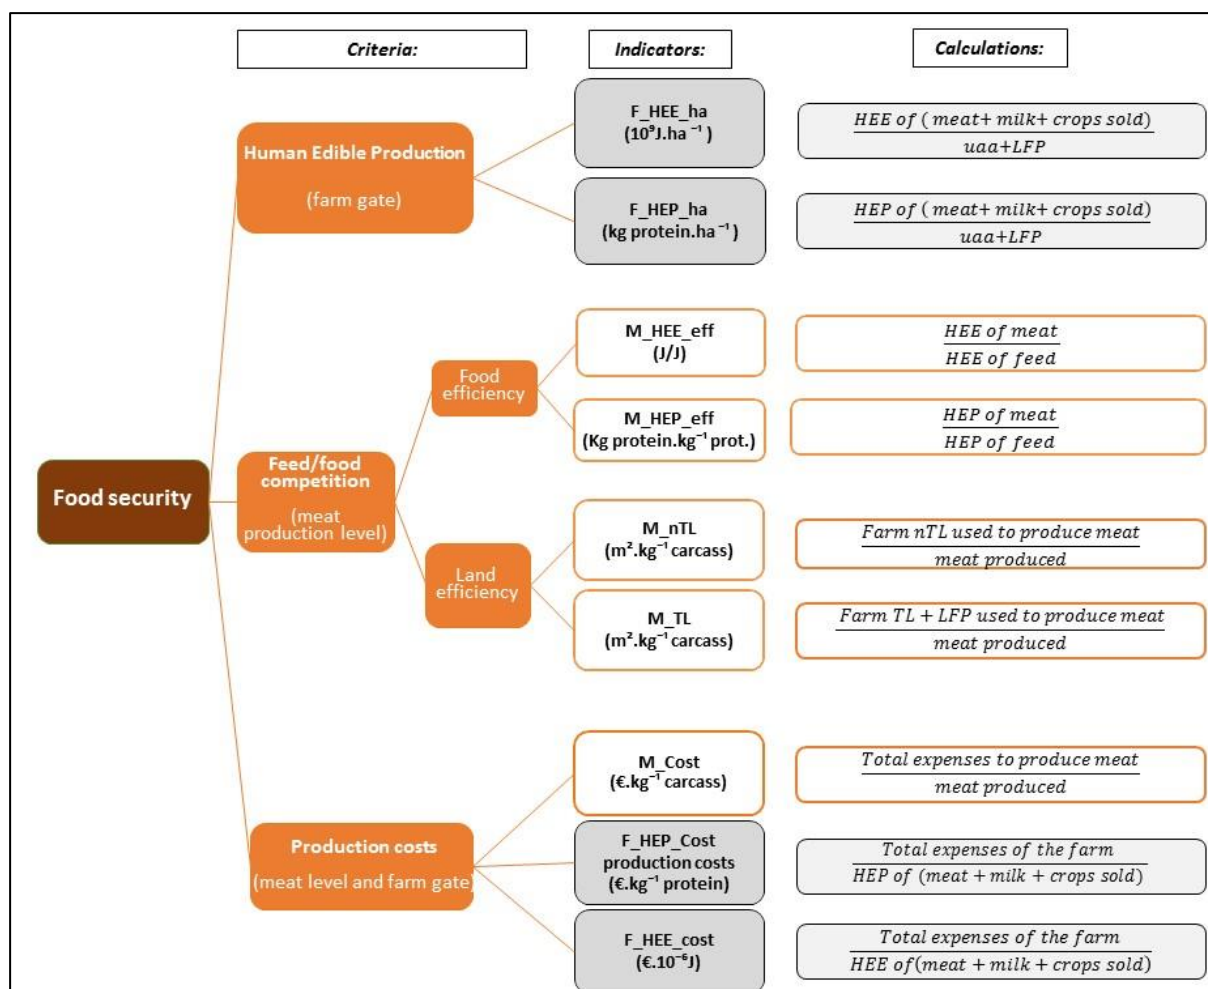 Criteria:
Indicators:
Calculations:
Food security
Human Edible Production
(farm gate)
F_HEE_ha
(10⁹J.ha⁻¹)
HEE of ( meat+ milk+ crops sold)
uaa+LFP
F_HEP_ha
(kg protein.ha⁻¹)
HEP of ( meat+ milk+ crops sold)
uaa+LFP
Feed/food
competition
(meat
production level)
Food
efficiency
M_HEE_eff
(J/J)
HEE of meat
HEE of feed
M_HEP_eff
(Kg protein.kg⁻¹ prot.)
HEP of meat
HEP of feed
Land
efficiency
M_nTL
(m².kg⁻¹ carcass)
Farm nTL used to produce meat
meat produced
M_TL
(m².kg⁻¹ carcass)
Farm TL + LFP used to produce meat
meat produced
Production costs
(meat level and farm gate)
M_Cost
(€.kg⁻¹ carcass)
Total expenses to produce meat
meat produced
F_HEP_Cost
production costs
(€.kg⁻¹ protein)
Total expenses of the farm
HEP of (meat + milk + crops sold)
F_HEE_cost
(€.10⁻⁶J)
Total expenses of the farm
HEE of(meat + milk + crops sold)